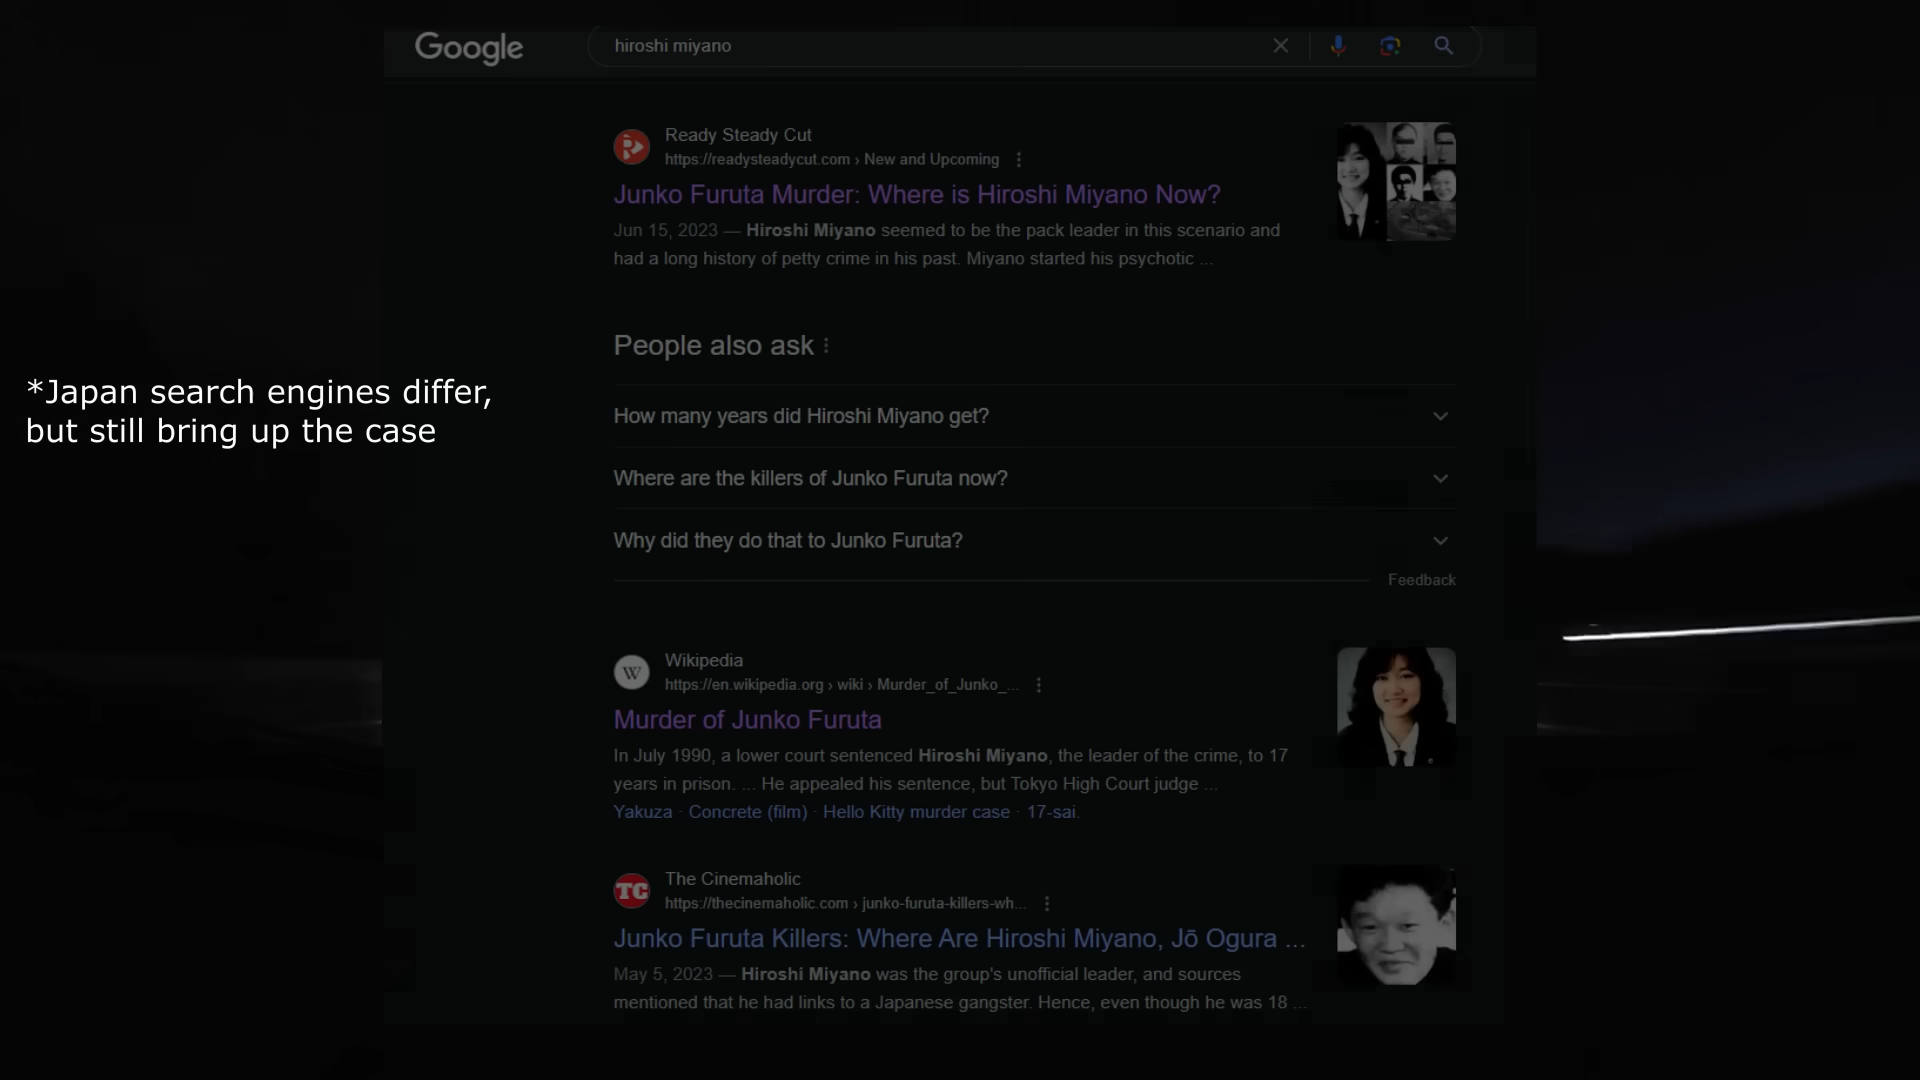 Google
hiroshi miyano
Ready Steady Cut
https://readysteadycut.com › New and Upcoming
Junko Furuta Murder: Where is Hiroshi Miyano Now?
Jun 15, 2023 — Hiroshi Miyano seemed to be the pack leader in this scenario and
had a long history of petty crime in his past. Miyano started his psychotic ...
People also ask
*Japan search engines differ,
but still bring up the case
How many years did Hiroshi Miyano get?
Where are the killers of Junko Furuta now?
Why did they do that to Junko Furuta?
Feedback
W
Wikipedia
https://en.wikipedia.org › wiki › Murder_of_Junko_...
Murder of Junko Furuta
In July 1990, a lower court sentenced Hiroshi Miyano, the leader of the crime, to 17
years in prison. ... He appealed his sentence, but Tokyo High Court judge ...
Yakuza · Concrete (film) · Hello Kitty murder case · 17-sai.
TC
The Cinemaholic
https://thecinemaholic.com › junko-furuta-killers-wh...
Junko Furuta Killers: Where Are Hiroshi Miyano, Jō Ogura ...
May 5, 2023 — Hiroshi Miyano was the group's unofficial leader, and sources
mentioned that he had links to a Japanese gangster. Hence, even though he was 18 ...